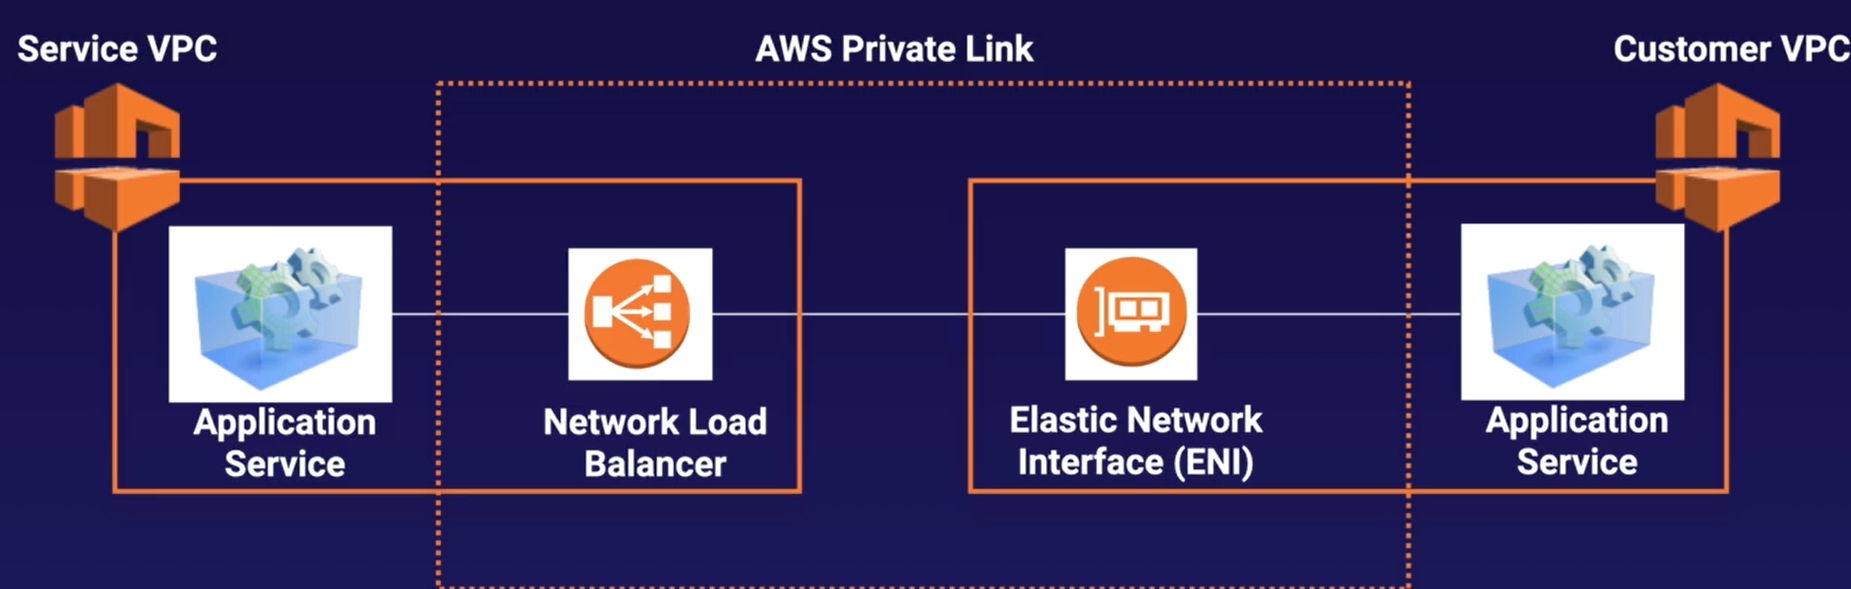 Service VPC
AWS Private Link
Customer VPC
Application
Service
Network Load
Balancer
Elastic Network
Interface (ENI)
Application
Service